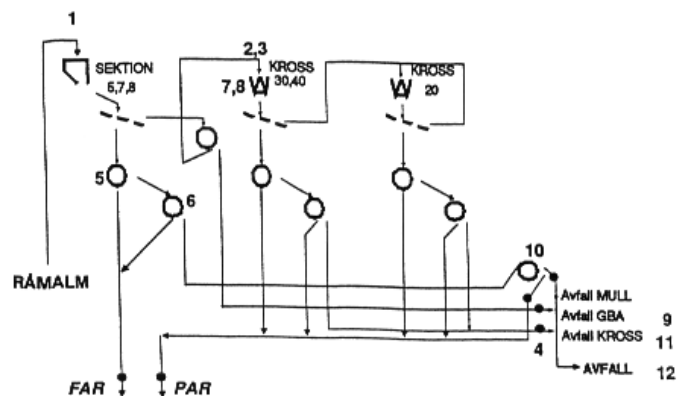 1
2,3
SEKTION
5,7,8
KROSS
30,40
7,8
KROSS
20
5
6
10
RÅMALM
Avfall MULL
Avfall GBA
9
Avfall KROSS
11
4
AVFALL
12
FAR
PAR